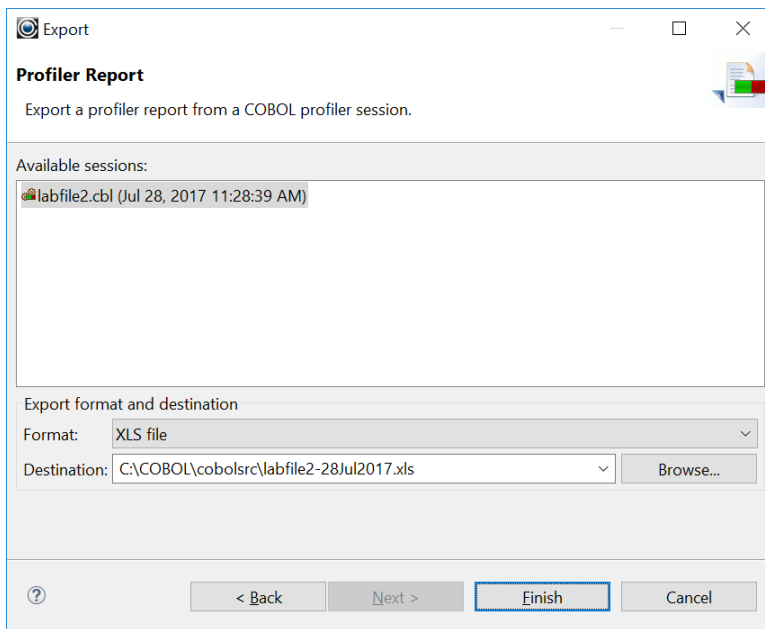 Export
Profiler Report
Export a profiler report from a COBOL profiler session.
Available sessions:
labfile2.cbl (Jul 28, 2017 11:28:39 AM)
Export format and destination
Format: XLS file
Destination: C:\COBOL\cobolsrc\labfile2-28Jul2017.xls Browse...
? < Back Next > Finish Cancel